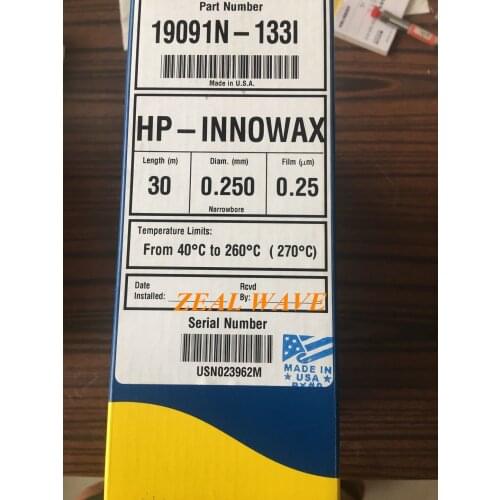 Part Number
19091N-133I
Made in U.S.A.
HP-INNOWAX
Length (m) Diam. (mm) Film (µm)
30 0.250 0.25
Narrowbore
Temperature Limits:
From 40°C to 260°C (270°C)
Date Rcvd
Installed: By:
ZEAL WAVE
Serial Number
USN023962M
MADE IN
USA